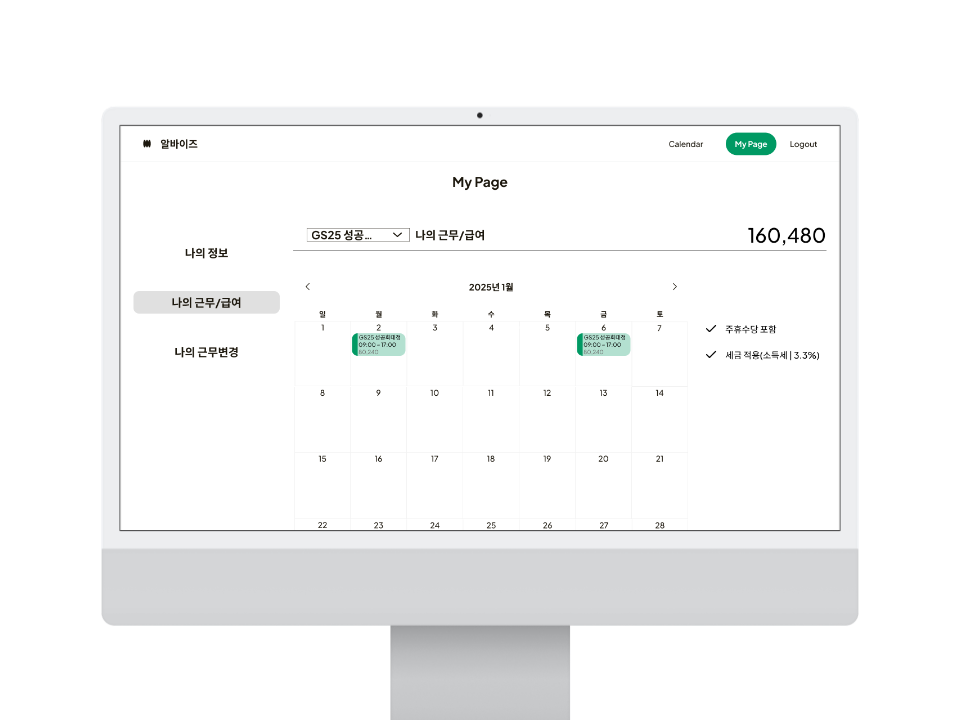 알바이즈
Calendar
My Page
Logout
My Page
나의 정보
나의 근무/급여
나의 근무변경
GS25 성공...
나의 근무/급여
160,480
2025년 1월
일 월 화 수 목 금 토
1 2 3 4 5 6 7
GS25 성공회대점
09:00 - 17:00
80,240
GS25 성공회대점
09:00 - 17:00
80,240
주휴수당 포함
세금 적용(소득세 | 3.3%)
8 9 10 11 12 13 14
15 16 17 18 19 20 21
22 23 24 25 26 27 28